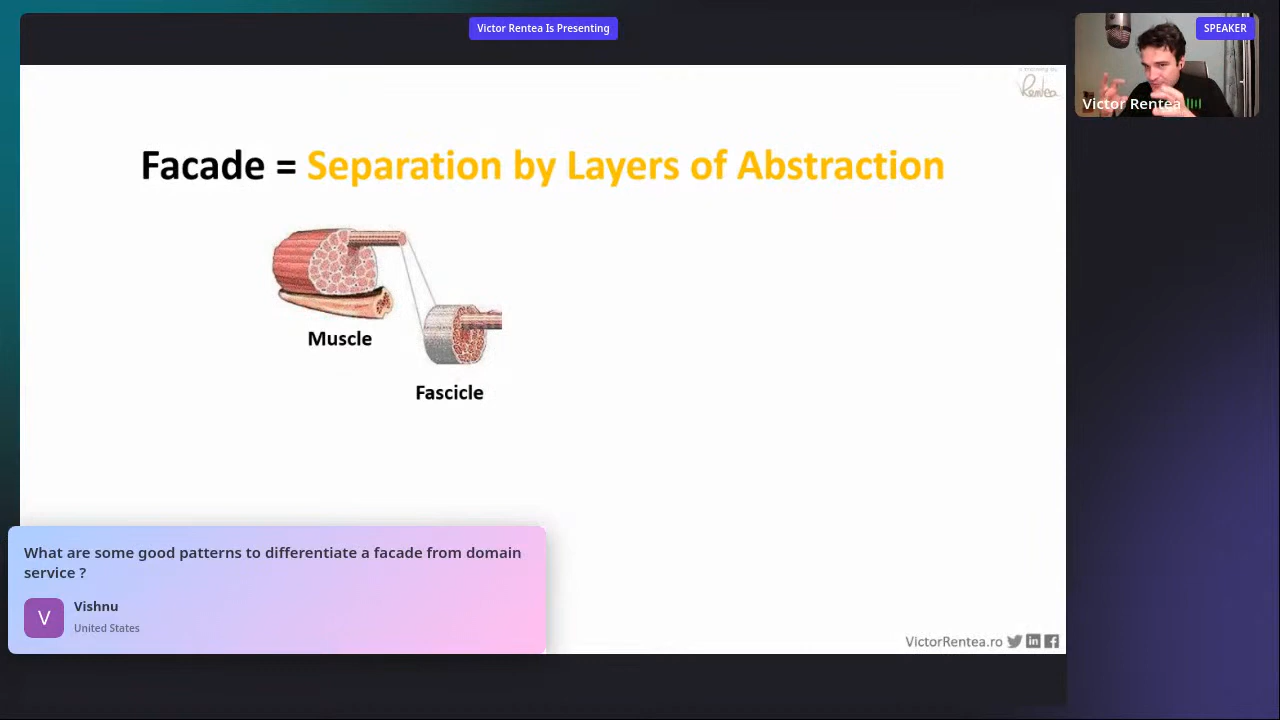 Victor Rentea Is Presenting
SPEAKER
Victor Rentea
Rentea
Facade = Separation by Layers of Abstraction
Muscle
Fascicle
What are some good patterns to differentiate a facade from domain
service ?
V
Vishnu
United States
VictorRentea.ro